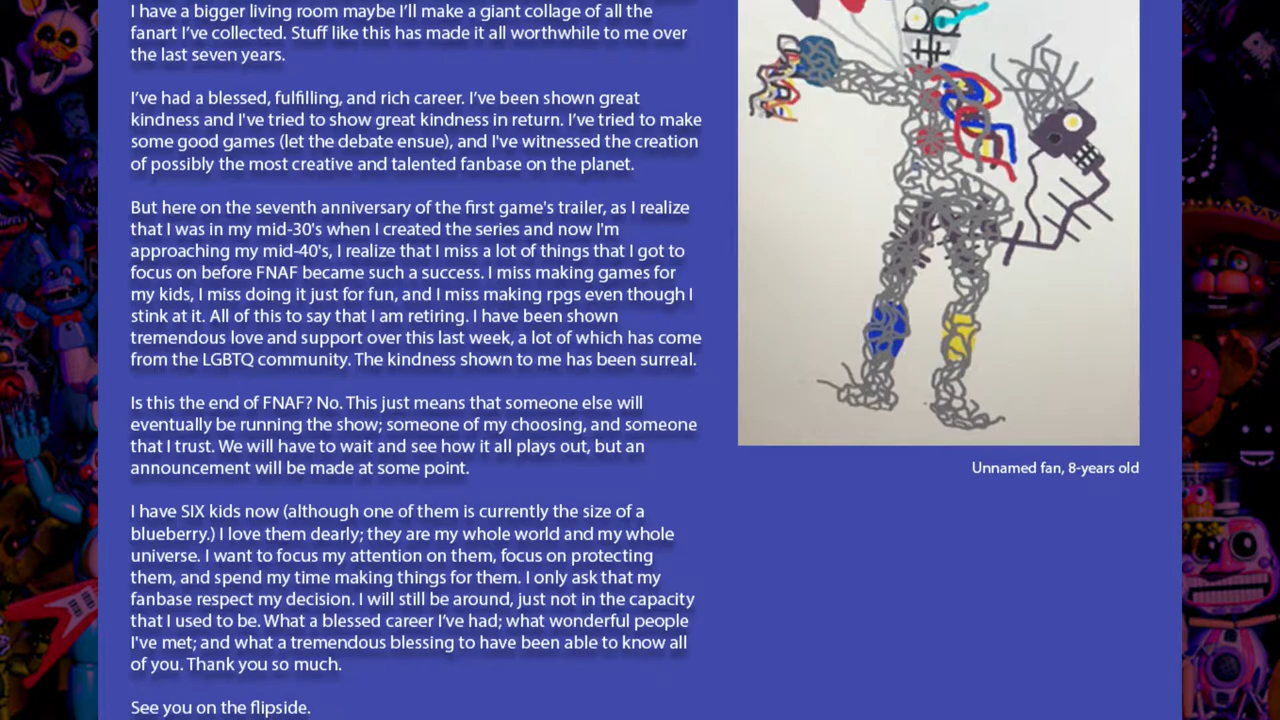 I have a bigger living room maybe I’ll make a giant collage of all the
fanart I’ve collected. Stuff like this has made it all worthwhile to me over
the last seven years.
I’ve had a blessed, fulfilling, and rich career. I’ve been shown great
kindness and I've tried to show great kindness in return. I’ve tried to make
some good games (let the debate ensue), and I've witnessed the creation
of possibly the most creative and talented fanbase on the planet.
But here on the seventh anniversary of the first game's trailer, as I realize
that I was in my mid-30's when I created the series and now I'm
approaching my mid-40's, I realize that I miss a lot of things that I got to
focus on before FNAF became such a success. I miss making games for
my kids, I miss doing it just for fun, and I miss making rpgs even though I
stink at it. All of this to say that I am retiring. I have been shown
tremendous love and support over this last week, a lot of which has come
from the LGBTQ community. The kindness shown to me has been surreal.
Is this the end of FNAF? No. This just means that someone else will
eventually be running the show; someone of my choosing, and someone
that I trust. We will have to wait and see how it all plays out, but an
announcement will be made at some point.
I have SIX kids now (although one of them is currently the size of a
blueberry.) I love them dearly; they are my whole world and my whole
universe. I want to focus my attention on them, focus on protecting
them, and spend my time making things for them. I only ask that my
fanbase respect my decision. I will still be around, just not in the capacity
that I used to be. What a blessed career I’ve had; what wonderful people
I've met; and what a tremendous blessing to have been able to know all
of you. Thank you so much.
See you on the flipside.
Unnamed fan, 8-years old